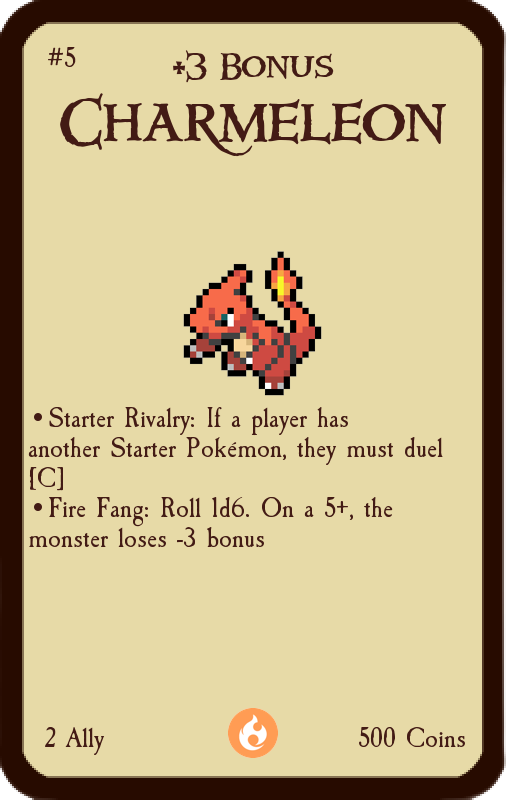 #5
+3 Bonus
Charmeleon
•Starter Rivalry: If a player has
another Starter Pokémon, they must duel
[C]
•Fire Fang: Roll 1d6. On a 5+, the
monster loses -3 bonus
2 Ally
500 Coins